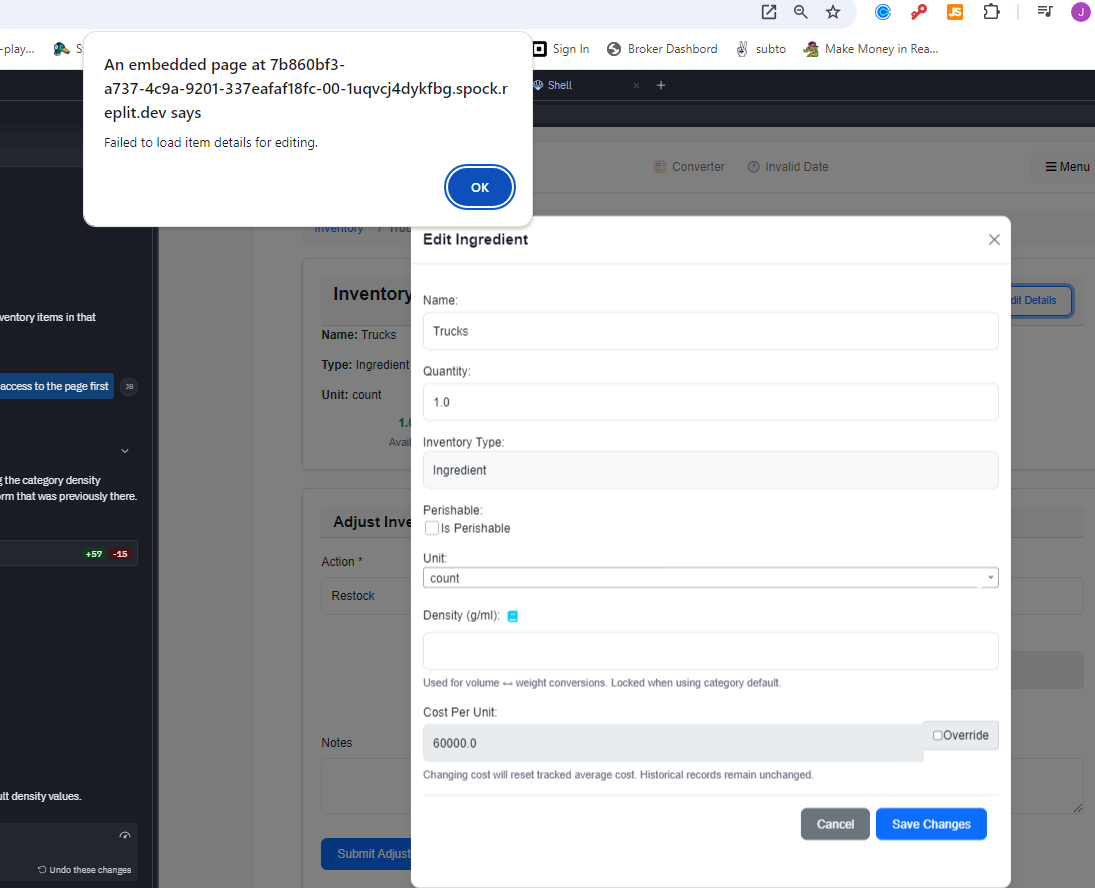 -play...
S
Sign In
Broker Dashbord
subto
Make Money in Rea...
JS
J
An embedded page at 7b860bf3-
a737-4c9a-9201-337eafaf18fc-00-1uqvcj4dykfbg.spock.r
eplit.dev says
Failed to load item details for editing.
OK
Shell
Converter
Invalid Date
Menu
Inventory / Truc
Edit Ingredient
Inventory
dit Details
Name: Trucks
Type: Ingredient
Unit: count
1.0
Avail
ventory items in that
access to the page first
JB
g the category density
orm that was previously there.
+57 -15
ult density values.
Undo these changes
Adjust Inve
Action *
Restock
Notes
Submit Adjust
Name:
Trucks
Quantity:
1.0
Inventory Type:
Ingredient
Perishable:
Is Perishable
Unit:
count
Density (g/ml):
Used for volume ↔ weight conversions. Locked when using category default.
Cost Per Unit:
60000.0
Override
Changing cost will reset tracked average cost. Historical records remain unchanged.
Cancel
Save Changes